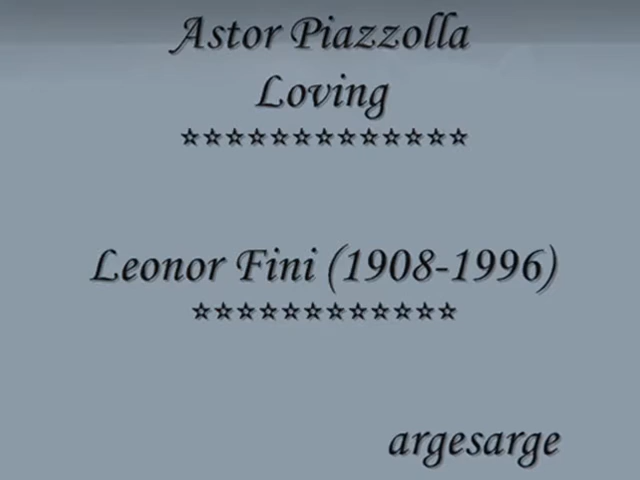 Astor Piazzolla
Loving
☆☆☆☆☆☆☆☆☆☆☆☆☆
Leonor Fini (1908-1996)
☆☆☆☆☆☆☆☆☆☆☆☆
argesarge